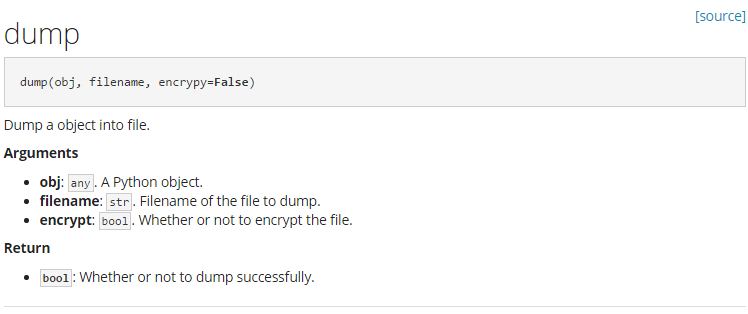 [source]
dump
dump(obj, filename, encrypy=False)
Dump a object into file.
Arguments
• obj: any. A Python object.
• filename: str. Filename of the file to dump.
• encrypt: bool. Whether or not to encrypt the file.
Return
• bool: Whether or not to dump successfully.